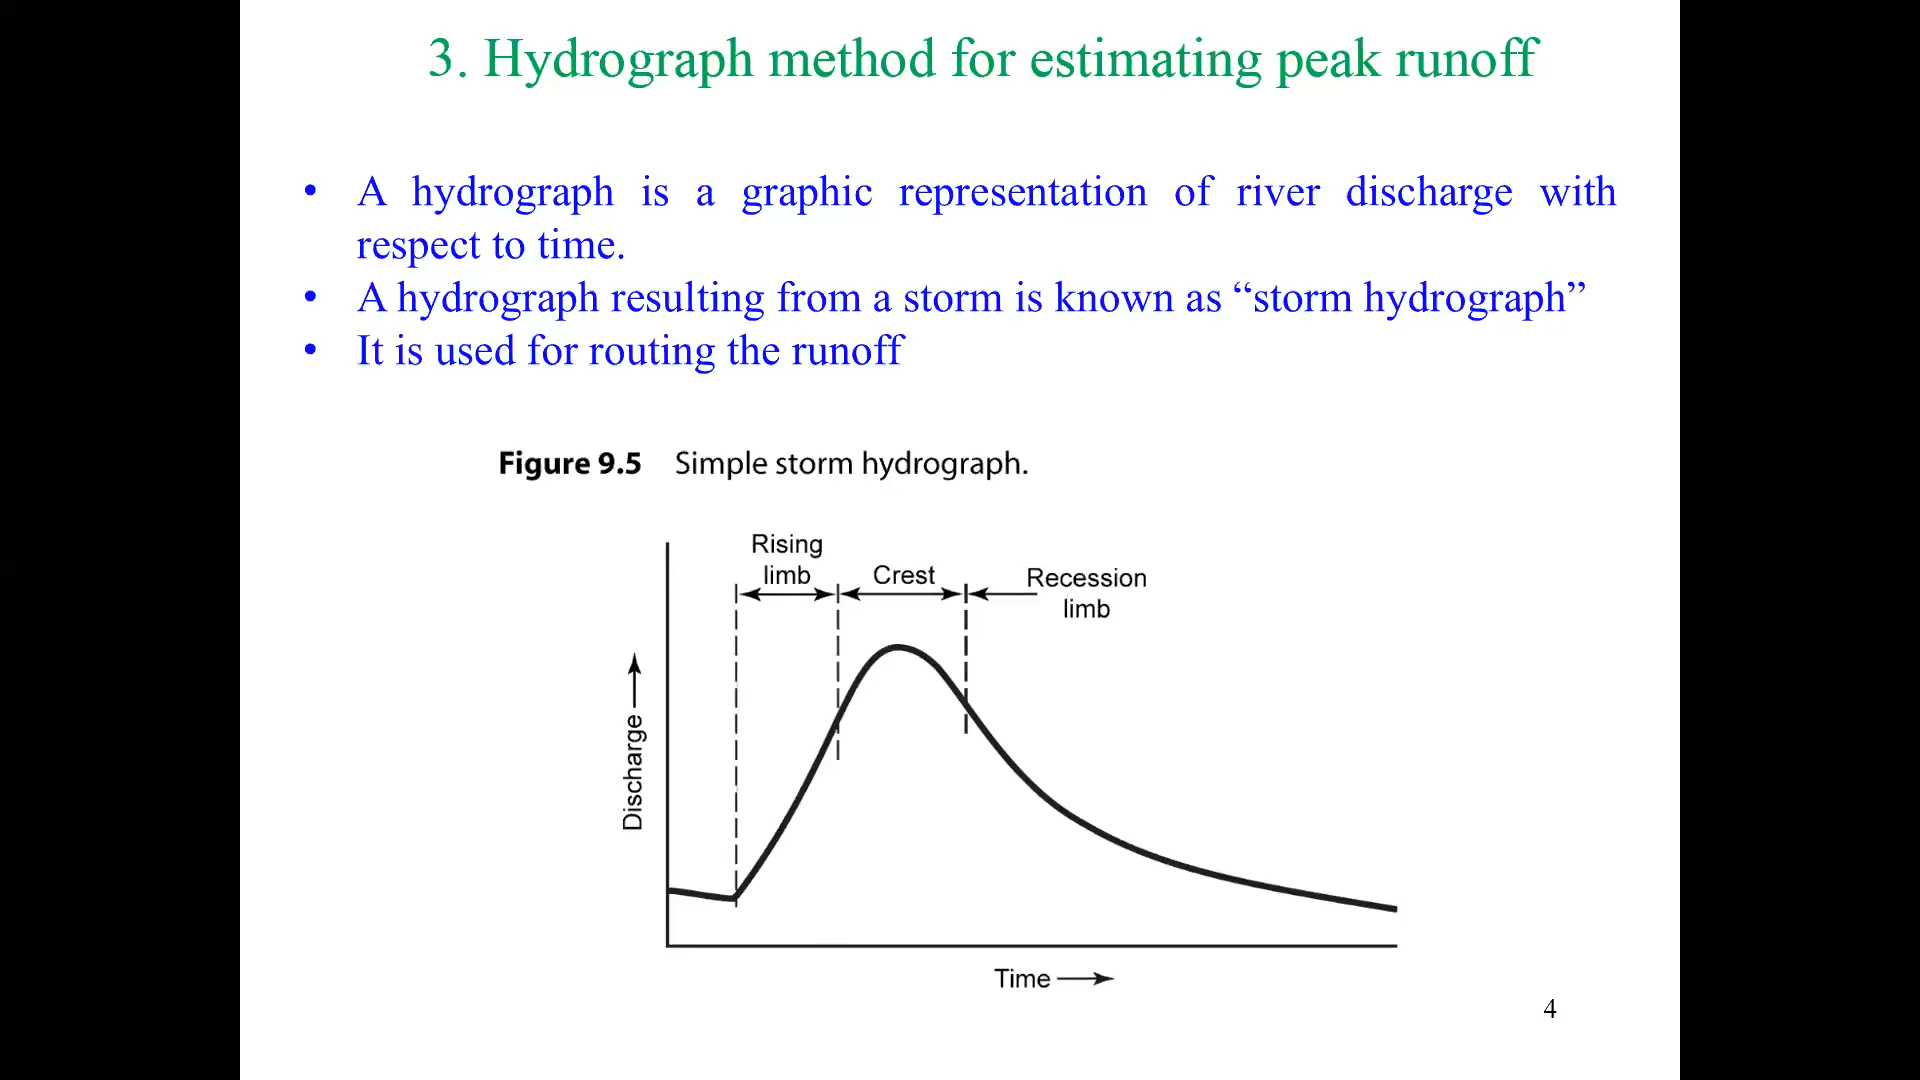 3. Hydrograph method for estimating peak runoff
• A hydrograph is a graphic representation of river discharge with
respect to time.
• A hydrograph resulting from a storm is known as “storm hydrograph”
• It is used for routing the runoff
Figure 9.5 Simple storm hydrograph.
Rising
limb
Crest
Recession
limb
Discharge
Time
4